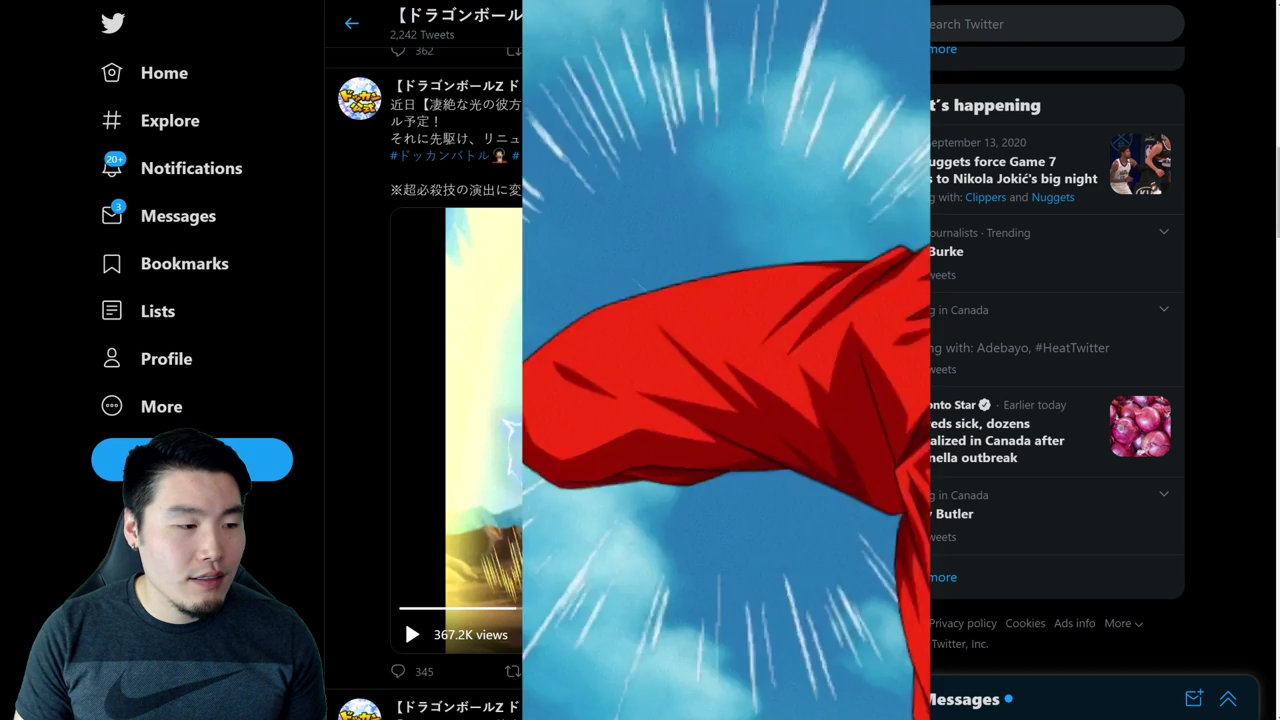 Home
Explore
20+
Notifications
3
Messages
Bookmarks
Lists
Profile
More
【ドラゴンボール
2,242 Tweets
362
【ドラゴンボールZ ド
近日【凄絶な光の彼方
ル予定！
それに先駆け、リニュ
#ドッカンバトル #
※超必殺技の演出に変
367.2K views
345
【ドラゴンボールZ ド
earch Twitter
more
t's happening
eptember 13, 2020
uggets force Game 7
s to Nikola Jokić's big night
ng with: Clippers and Nuggets
ournalists · Trending
Burke
weets
g in Canada
ng with: Adebayo, #HeatTwitter
weets
onto Star · Earlier today
eds sick, dozens
alized in Canada after
nella outbreak
g in Canada
y Butler
weets
more
Privacy policy Cookies Ads info More
Twitter, Inc.
Messages